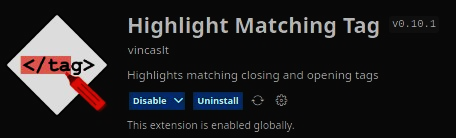 Highlight Matching Tag v0.10.1
</tag>
vincaslt
Highlights matching closing and opening tags
Disable Uninstall
This extension is enabled globally.